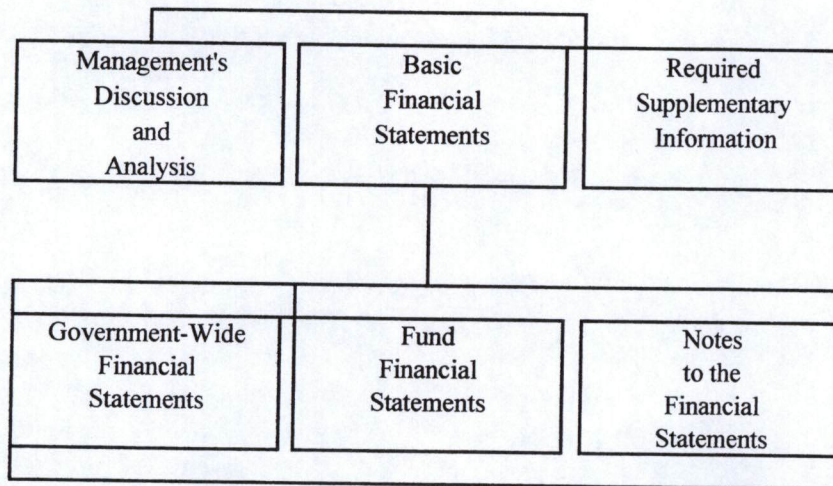 Management's
Discussion
and
Analysis
Basic
Financial
Statements
Required
Supplementary
Information
Government-Wide
Financial
Statements
Fund
Financial
Statements
Notes
to the
Financial
Statements